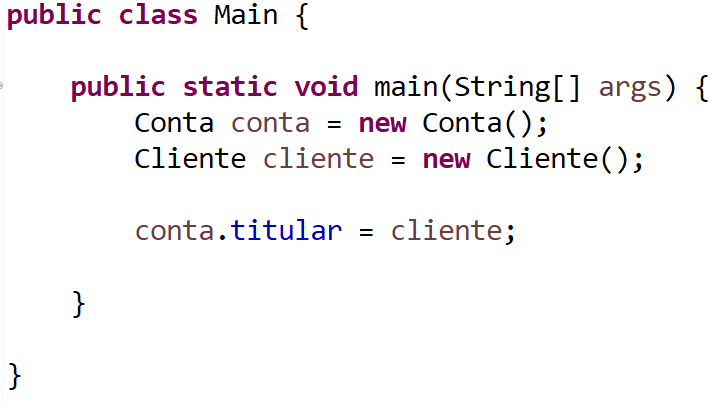 public class Main {
public static void main(String[] args) {
Conta conta = new Conta();
Cliente cliente = new Cliente();
conta.titular = cliente;
}
}